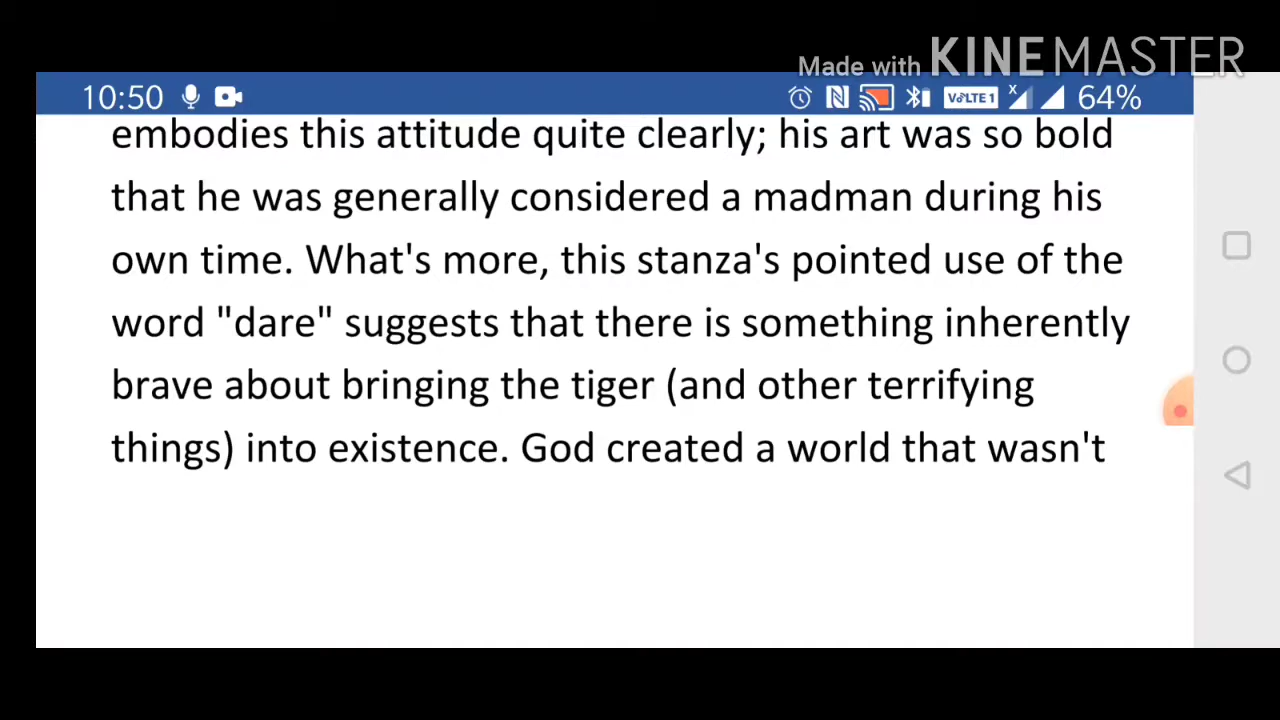 Made with KINEMASTER
10:50 VoLTE 1 x 64%
embodies this attitude quite clearly; his art was so bold
that he was generally considered a madman during his
own time. What's more, this stanza's pointed use of the
word "dare" suggests that there is something inherently
brave about bringing the tiger (and other terrifying
things) into existence. God created a world that wasn't